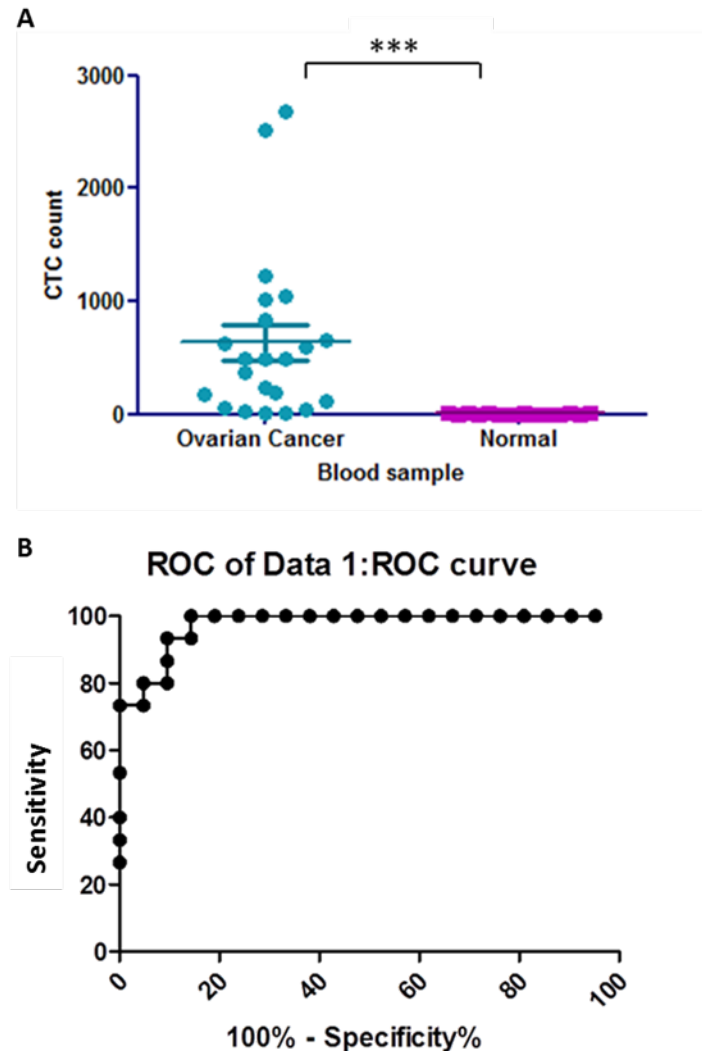 A
***
3000
2000
1000
0
CTC count
Ovarian Cancer Normal
Blood sample
B
ROC of Data 1:ROC curve
100
80
60
40
20
0
Sensitivity
0 20 40 60 80 100
100% - Specificity%